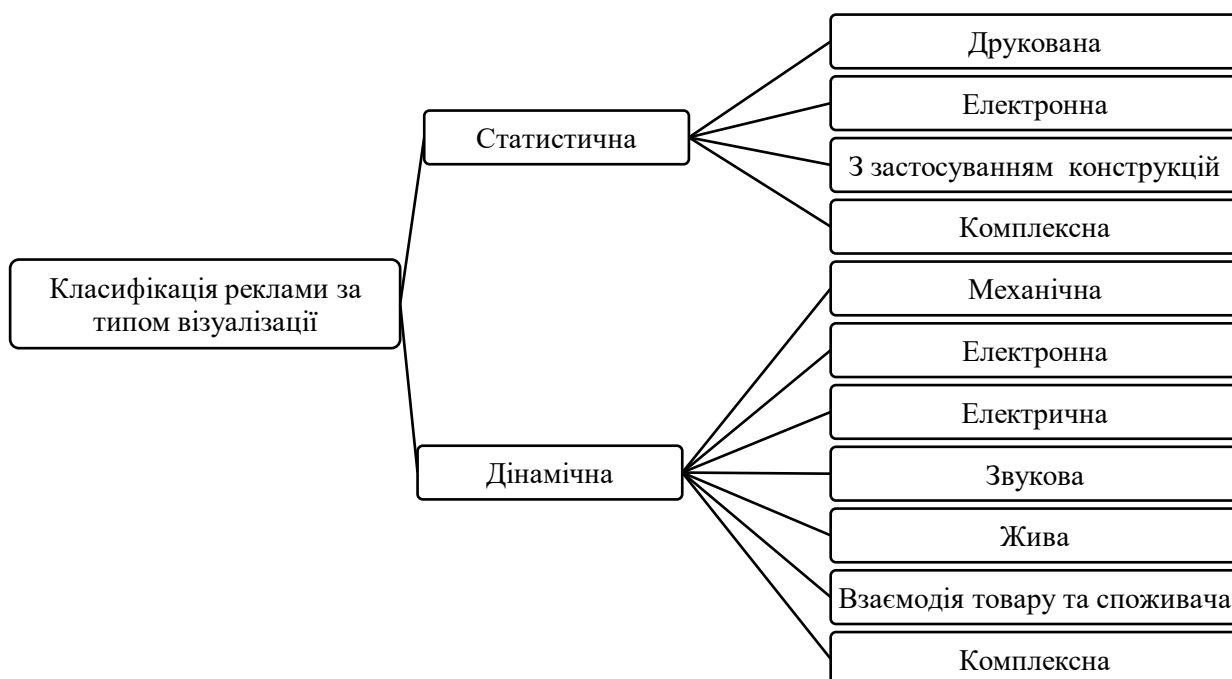 Класифікація реклами за
типом візуалізації
Статистична
Друкована
Електронна
З застосуванням конструкцій
Комплексна
Дінамічна
Механічна
Електронна
Електрична
Звукова
Жива
Взаємодія товару та споживача
Комплексна